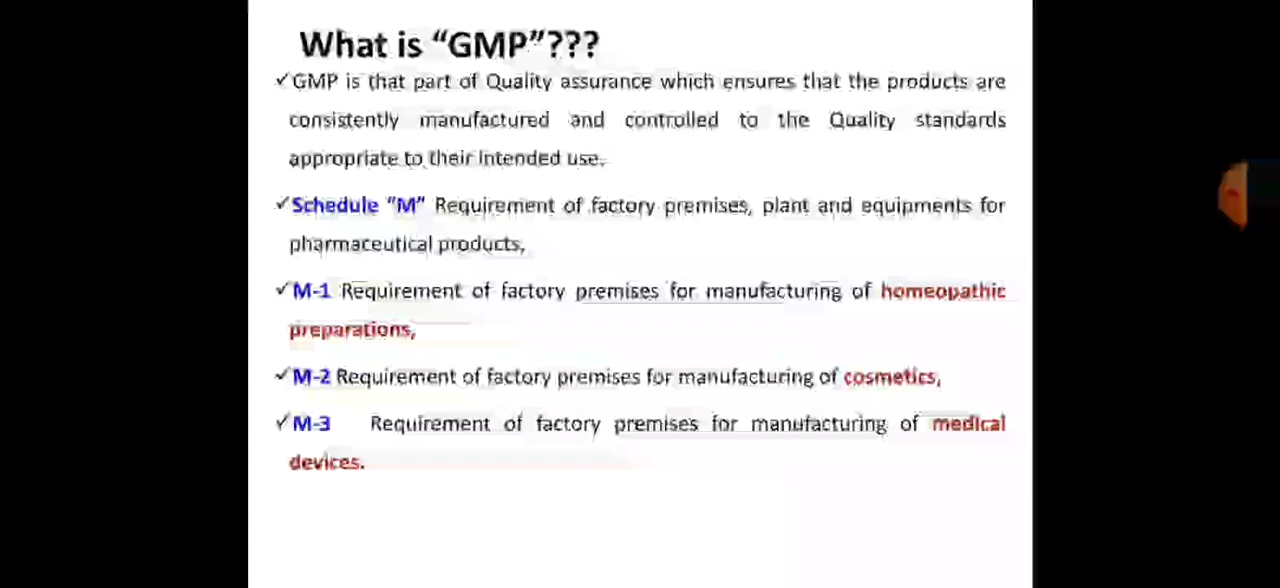 What is “GMP”???
✓GMP is that part of Quality assurance which ensures that the products are
consistently manufactured and controlled to the Quality standards
appropriate to their intended use.
✓Schedule “M” Requirement of factory premises, plant and equipments for
pharmaceutical products,
✓M-1 Requirement of factory premises for manufacturing of homeopathic
preparations,
✓M-2 Requirement of factory premises for manufacturing of cosmetics,
✓M-3 Requirement of factory premises for manufacturing of medical
devices.